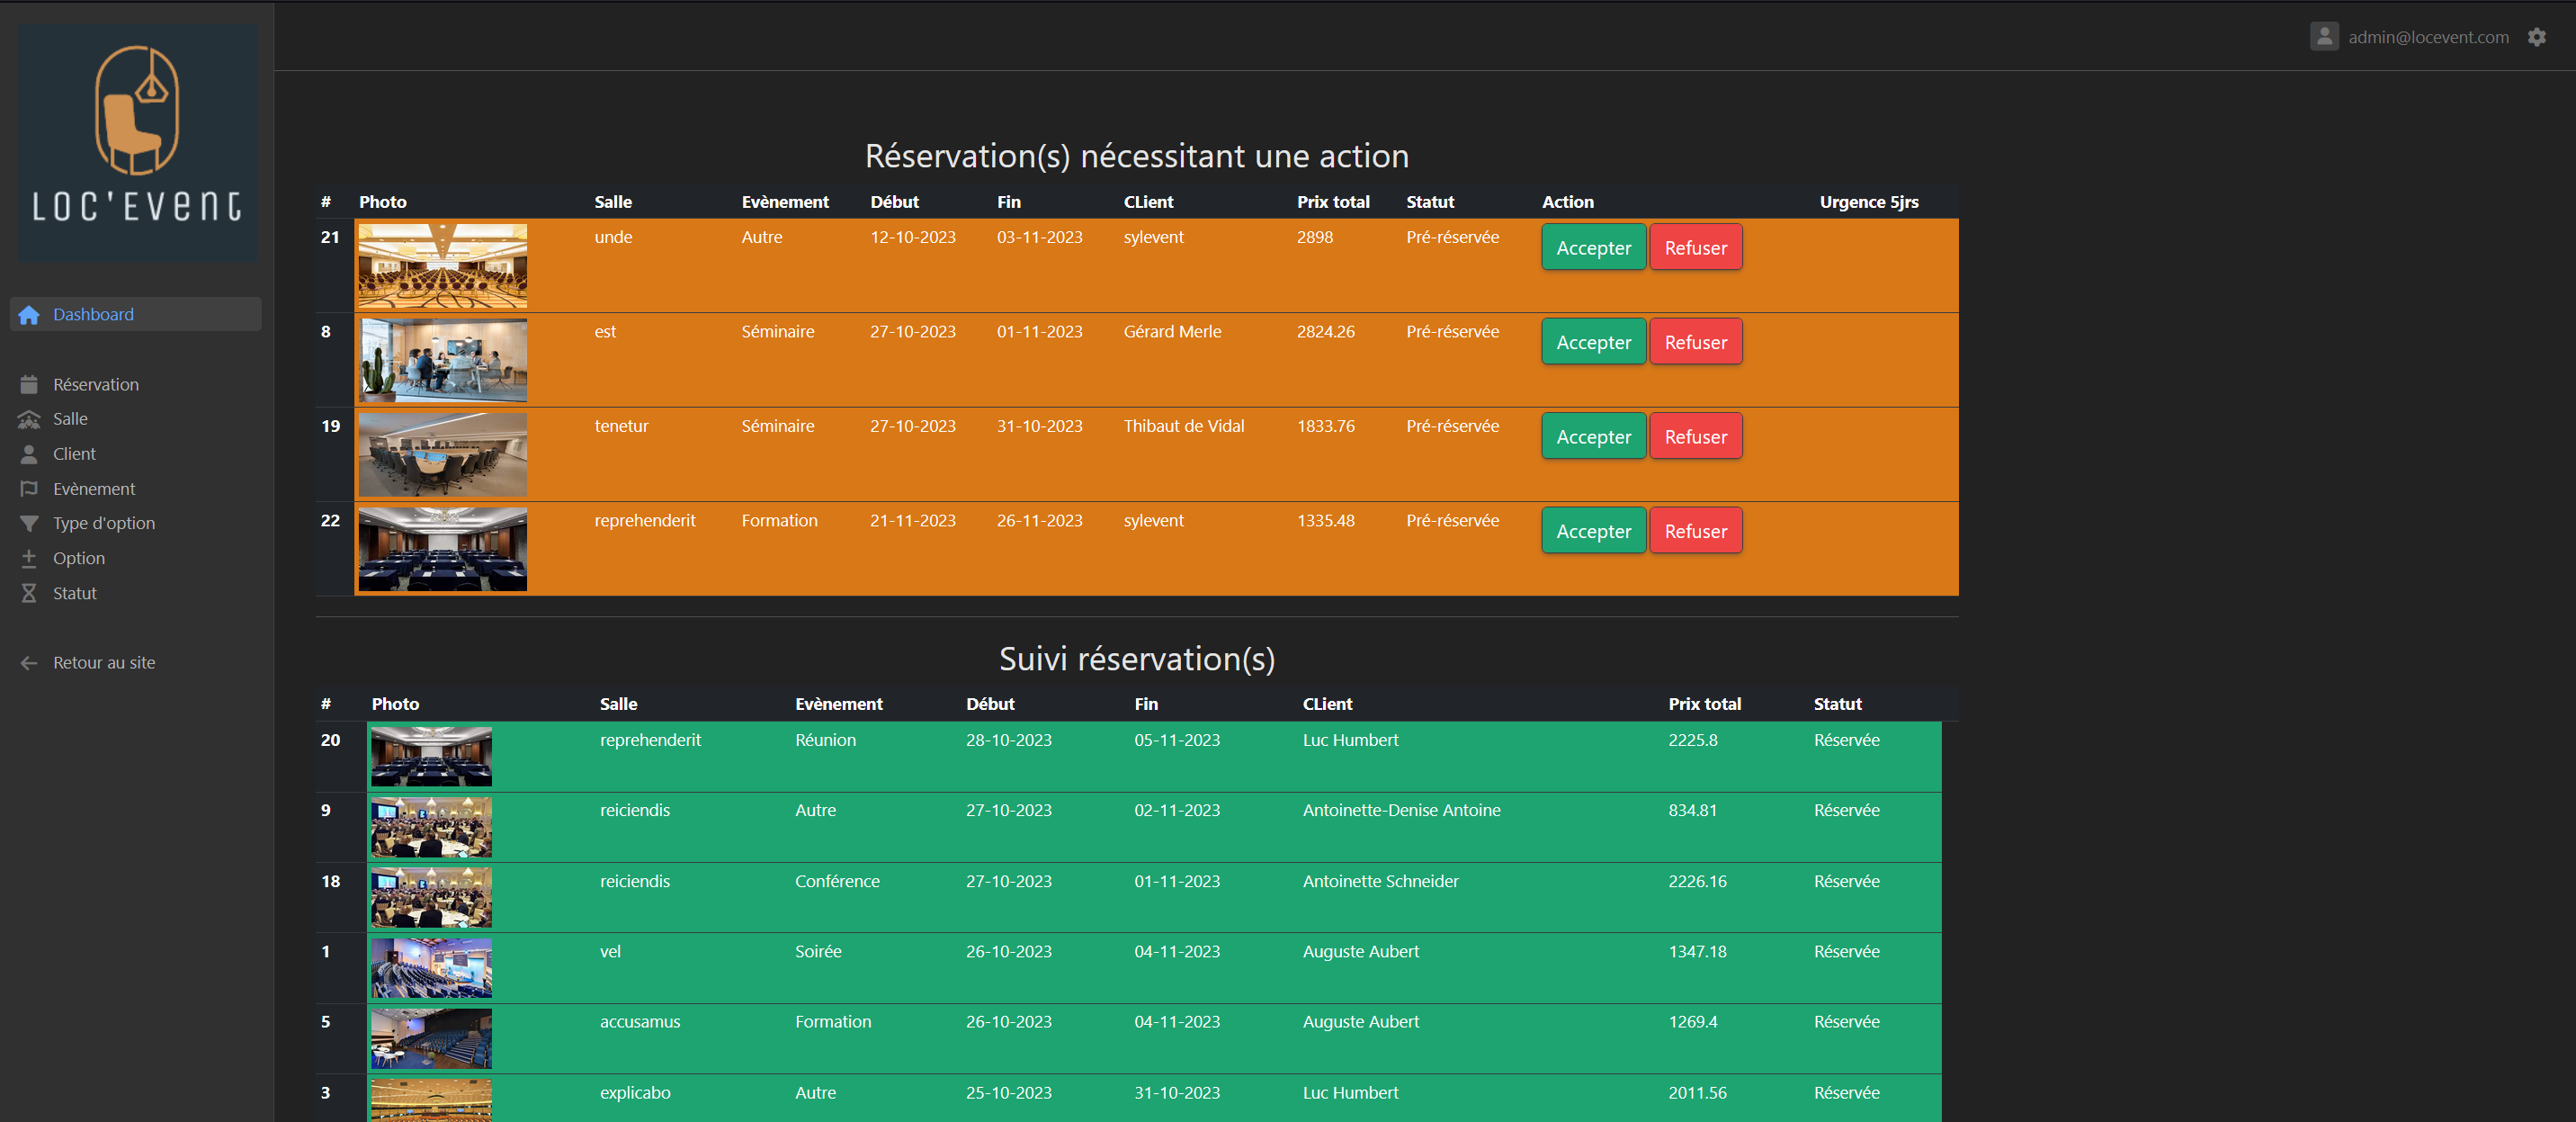 admin@locevent.com
LOC'EVENT
Dashboard
Réservation
Salle
Client
Evènement
Type d'option
Option
Statut
Retour au site
Réservation(s) nécessitant une action
# Photo Salle Evènement Début Fin CLient Prix total Statut Action Urgence 5jrs
21 unde Autre 12-10-2023 03-11-2023 sylevent 2898 Pré-réservée Accepter Refuser
8 est Séminaire 27-10-2023 01-11-2023 Gérard Merle 2824.26 Pré-réservée Accepter Refuser
19 tenetur Séminaire 27-10-2023 31-10-2023 Thibaut de Vidal 1833.76 Pré-réservée Accepter Refuser
22 reprehenderit Formation 21-11-2023 26-11-2023 sylevent 1335.48 Pré-réservée Accepter Refuser
Suivi réservation(s)
# Photo Salle Evènement Début Fin CLient Prix total Statut
20 reprehenderit Réunion 28-10-2023 05-11-2023 Luc Humbert 2225.8 Réservée
9 reiciendis Autre 27-10-2023 02-11-2023 Antoinette-Denise Antoine 834.81 Réservée
18 reiciendis Conférence 27-10-2023 01-11-2023 Antoinette Schneider 2226.16 Réservée
1 vel Soirée 26-10-2023 04-11-2023 Auguste Aubert 1347.18 Réservée
5 accusamus Formation 26-10-2023 04-11-2023 Auguste Aubert 1269.4 Réservée
3 explicabo Autre 25-10-2023 31-10-2023 Luc Humbert 2011.56 Réservée